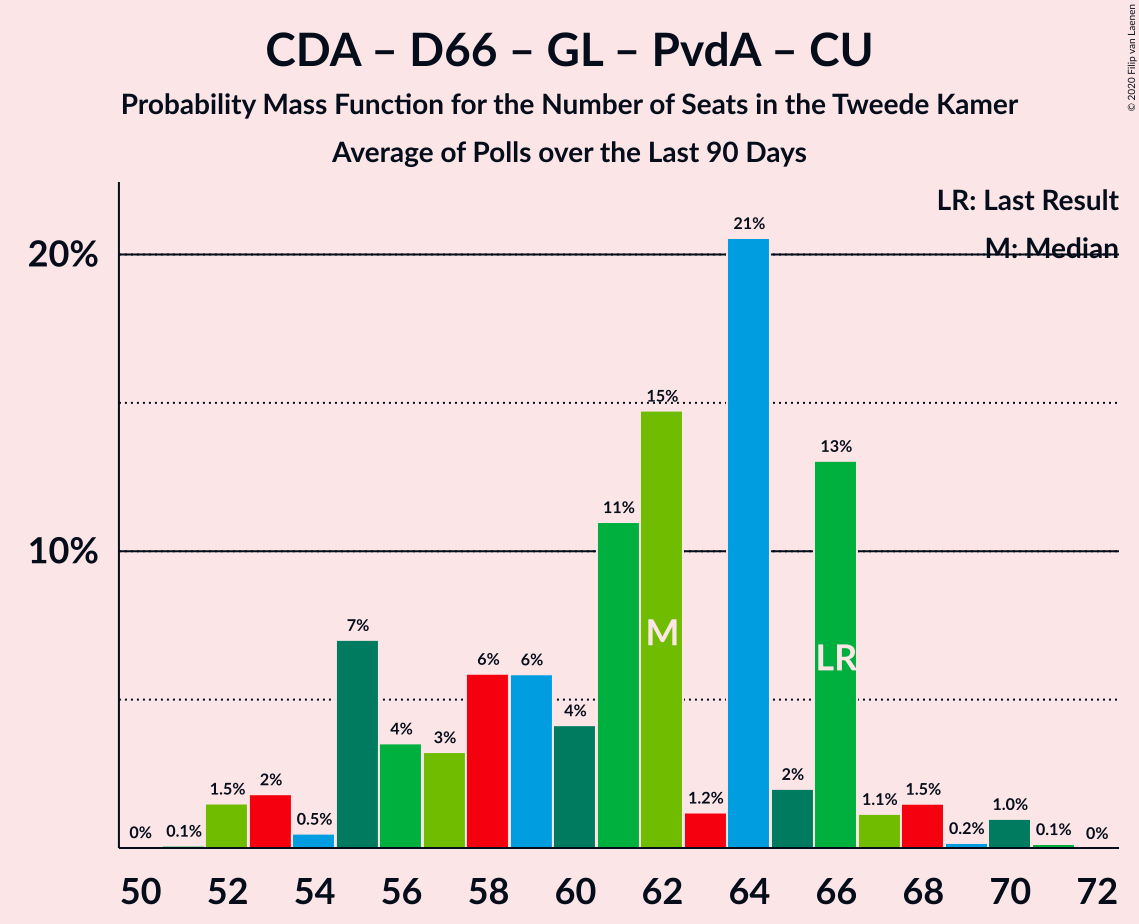 CDA – D66 – GL – PvdA – CU
Probability Mass Function for the Number of Seats in the Tweede Kamer
Average of Polls over the Last 90 Days
© 2020 Filip van Laenen
LR: Last Result
M: Median
20%
10%
0%
0.1%
1.5%
2%
0.5%
7%
4%
3%
6%
6%
4%
11%
15%
1.2%
21%
2%
13%
1.1%
1.5%
0.2%
1.0%
0.1%
0%
M
LR
50 52 54 56 58 60 62 64 66 68 70 72